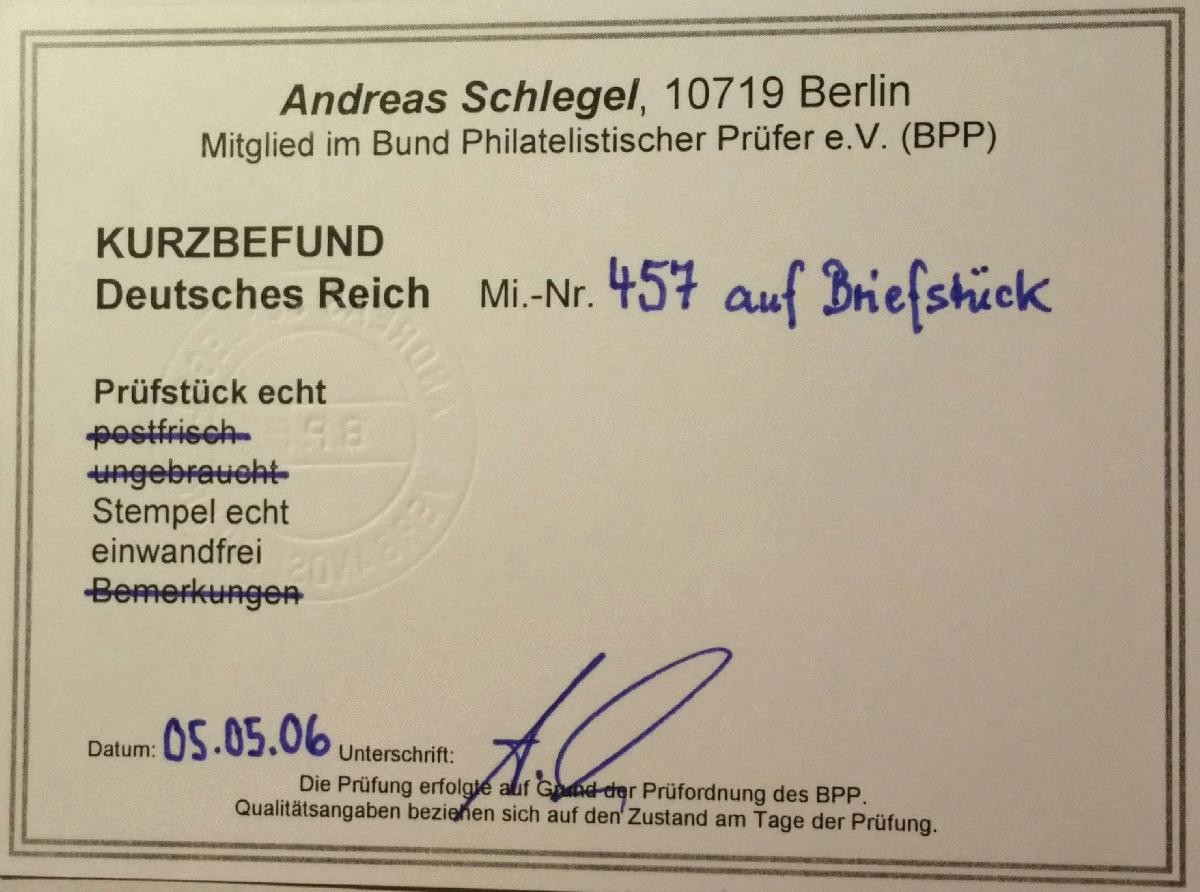 Andreas Schlegel, 10719 Berlin
Mitglied im Bund Philatelistischer Prüfer e.V. (BPP)
KURZBEFUND
Deutsches Reich Mi.-Nr. 457 auf Briefstück
Prüfstück echt
postfrisch
ungebraucht
Stempel echt
einwandfrei
Bemerkungen
Datum: 05.05.06 Unterschrift:
Die Prüfung erfolgte auf Grund der Prüfordnung des BPP.
Qualitätsangaben beziehen sich auf den Zustand am Tage der Prüfung.